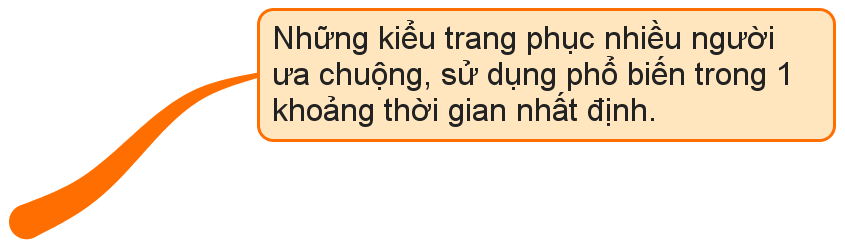 Những kiểu trang phục nhiều người
ưa chuộng, sử dụng phổ biến trong 1
khoảng thời gian nhất định.